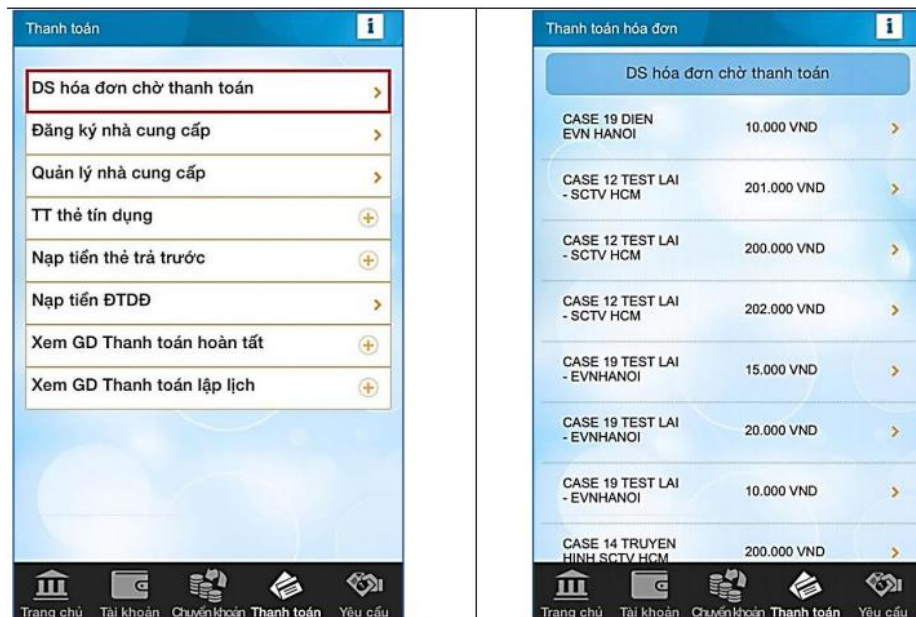 Thanh toán
i
DS hóa đơn chờ thanh toán
Đăng ký nhà cung cấp
Quản lý nhà cung cấp
TT thẻ tín dụng
Nạp tiền thẻ trả trước
Nạp tiền ĐTDĐ
Xem GD Thanh toán hoàn tất
Xem GD Thanh toán lập lịch
Trang chủ Tài khoản Chuyển khoản Thanh toán Yêu cầu
Thanh toán hóa đơn
i
DS hóa đơn chờ thanh toán
CASE 19 DIEN
EVN HANOI
10.000 VND
CASE 12 TEST LAI
- SCTV HCM
201.000 VND
CASE 12 TEST LAI
- SCTV HCM
200.000 VND
CASE 12 TEST LAI
- SCTV HCM
202.000 VND
CASE 19 TEST LAI
- EVNHANOI
15.000 VND
CASE 19 TEST LAI
- EVNHANOI
20.000 VND
CASE 19 TEST LAI
- EVNHANOI
10.000 VND
CASE 14 TRUYEN
HINH SCTV HCM
200.000 VND
Trang chủ Tài khoản Chuyển khoản Thanh toán Yêu cầu